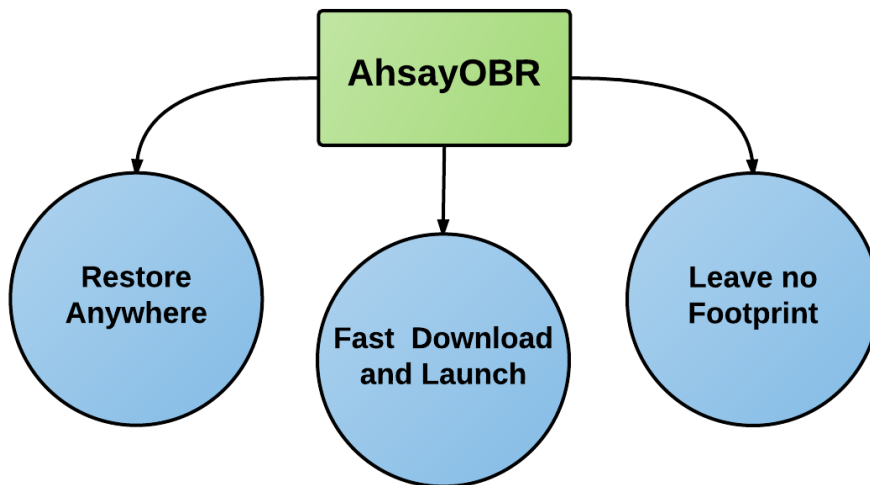 AhsayOBR
Restore
Anywhere
Fast  Download
and Launch
Leave no
Footprint